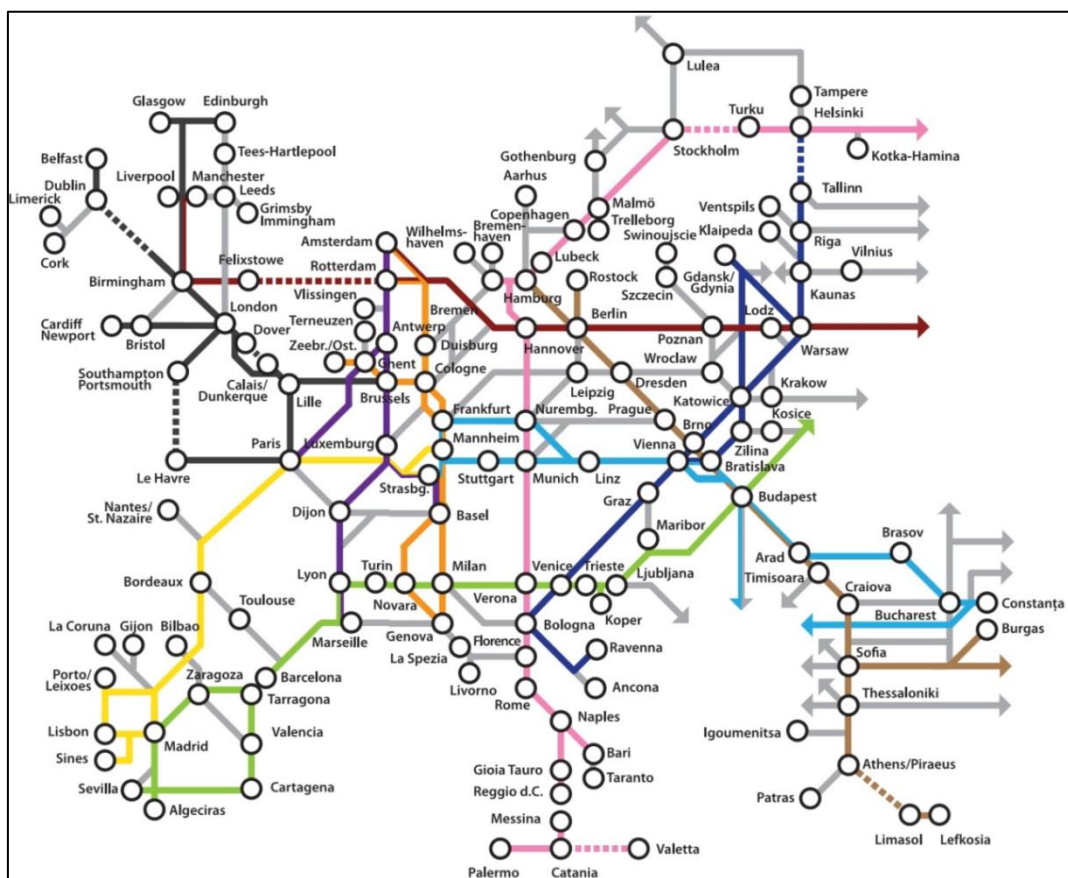 Lulea
Glasgow
Edinburgh
Tampere
Turku
Helsinki
Stockholm
Kotka-Hamina
Tees-Hartlepool
Belfast
Gothenburg
Aarhus
Dublin
Liverpool
Manchester
Leeds
Limerick
Grimsby
Immingham
Tallinn
Cork
Malmö
Trelleborg
Copenhagen
Ventspils
Klaipeda
Riga
Vilnius
Wilhelms-
haven
Bremen-
haven
Swinoujscie
Amsterdam
Felixstowe
Rotterdam
Lubeck
Rostock
Gdansk/
Gdynia
Birmingham
Vlissingen
Hamburg
Szczecin
Kaunas
Bremen
London
Terneuzen
Antwerp
Berlin
Lodz
Cardiff
Newport
Bristol
Dover
Zeebr./Ost.
Duisburg
Hannover
Poznan
Warsaw
Ghent
Cologne
Wroclaw
Southampton
Portsmouth
Calais/
Dunkerque
Lille
Brussels
Leipzig
Dresden
Katowice
Krakow
Frankfurt
Nurembg.
Prague
Kosice
Paris
Luxemburg
Mannheim
Brno
Vienna
Zilina
Bratislava
Le Havre
Strasbg.
Stuttgart
Munich
Linz
Nantes/
St. Nazaire
Dijon
Basel
Graz
Budapest
Maribor
Brasov
Arad
Timisoara
Bordeaux
Lyon
Turin
Milan
Venice
Trieste
Ljubljana
Craiova
Toulouse
Novara
Verona
Koper
Bucharest
Constanța
La Coruna
Gijon
Bilbao
Marseille
Genova
Florence
Bologna
Burgas
La Spezia
Ravenna
Sofia
Porto/
Leixoes
Zaragoza
Barcelona
Livorno
Ancona
Tarragona
Rome
Thessaloniki
Lisbon
Madrid
Valencia
Naples
Igoumenitsa
Sines
Bari
Gioia Tauro
Taranto
Athens/Piraeus
Sevilla
Cartagena
Reggio d.C.
Algeciras
Patras
Messina
Limasol
Lefkosia
Palermo
Catania
Valetta